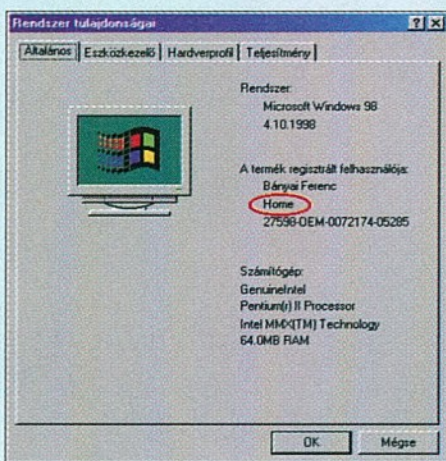 Rendszer tulajdonságai
Általános
Eszközkezelő
Hardverprofil
Teljesítmény
Rendszer:
Microsoft Windows 98
4.10.1998
A termék regisztrált felhasználója:
Bányai Ferenc
Home
27598-OEM-0072174-05285
Számítógép:
GenuineIntel
Pentium(r) II Processor
Intel MMX(TM) Technology
64.0MB RAM
OK
Mégse